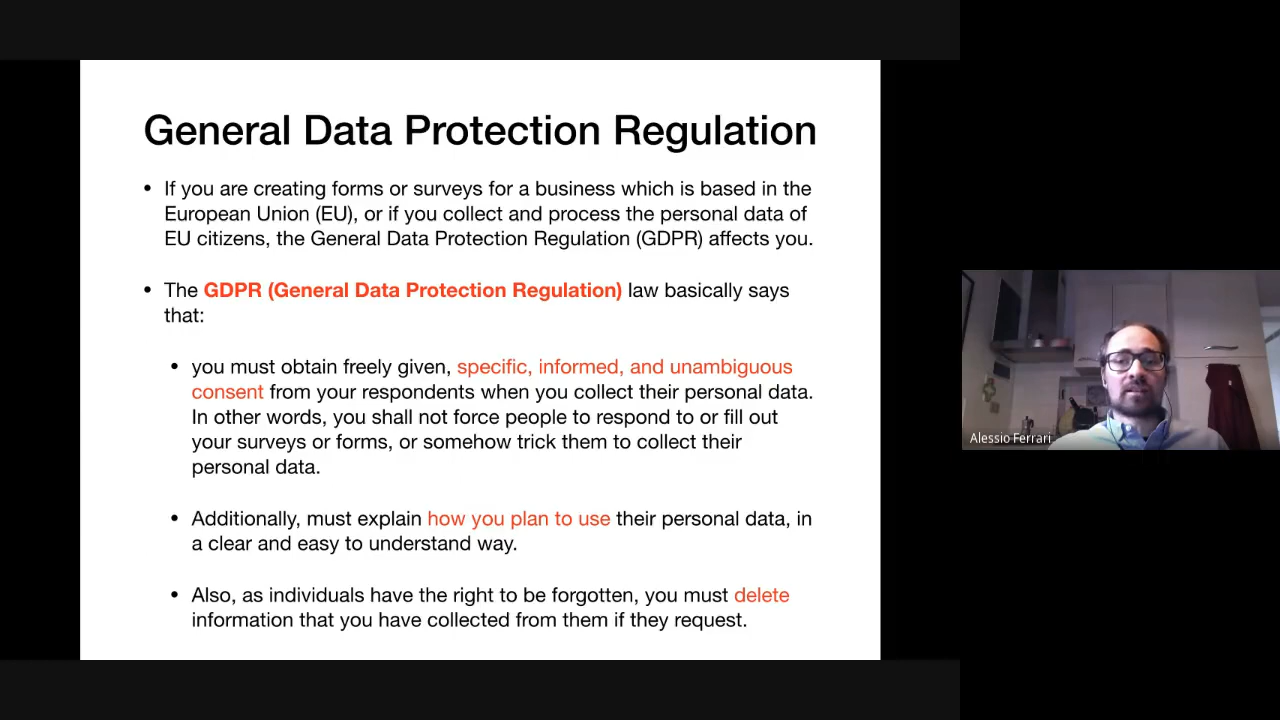 General Data Protection Regulation
• If you are creating forms or surveys for a business which is based in the
European Union (EU), or if you collect and process the personal data of
EU citizens, the General Data Protection Regulation (GDPR) affects you.
• The GDPR (General Data Protection Regulation) law basically says
that:
• you must obtain freely given, specific, informed, and unambiguous
consent from your respondents when you collect their personal data.
In other words, you shall not force people to respond to or fill out
your surveys or forms, or somehow trick them to collect their
personal data.
• Additionally, must explain how you plan to use their personal data, in
a clear and easy to understand way.
• Also, as individuals have the right to be forgotten, you must delete
information that you have collected from them if they request.
Alessio Ferrari